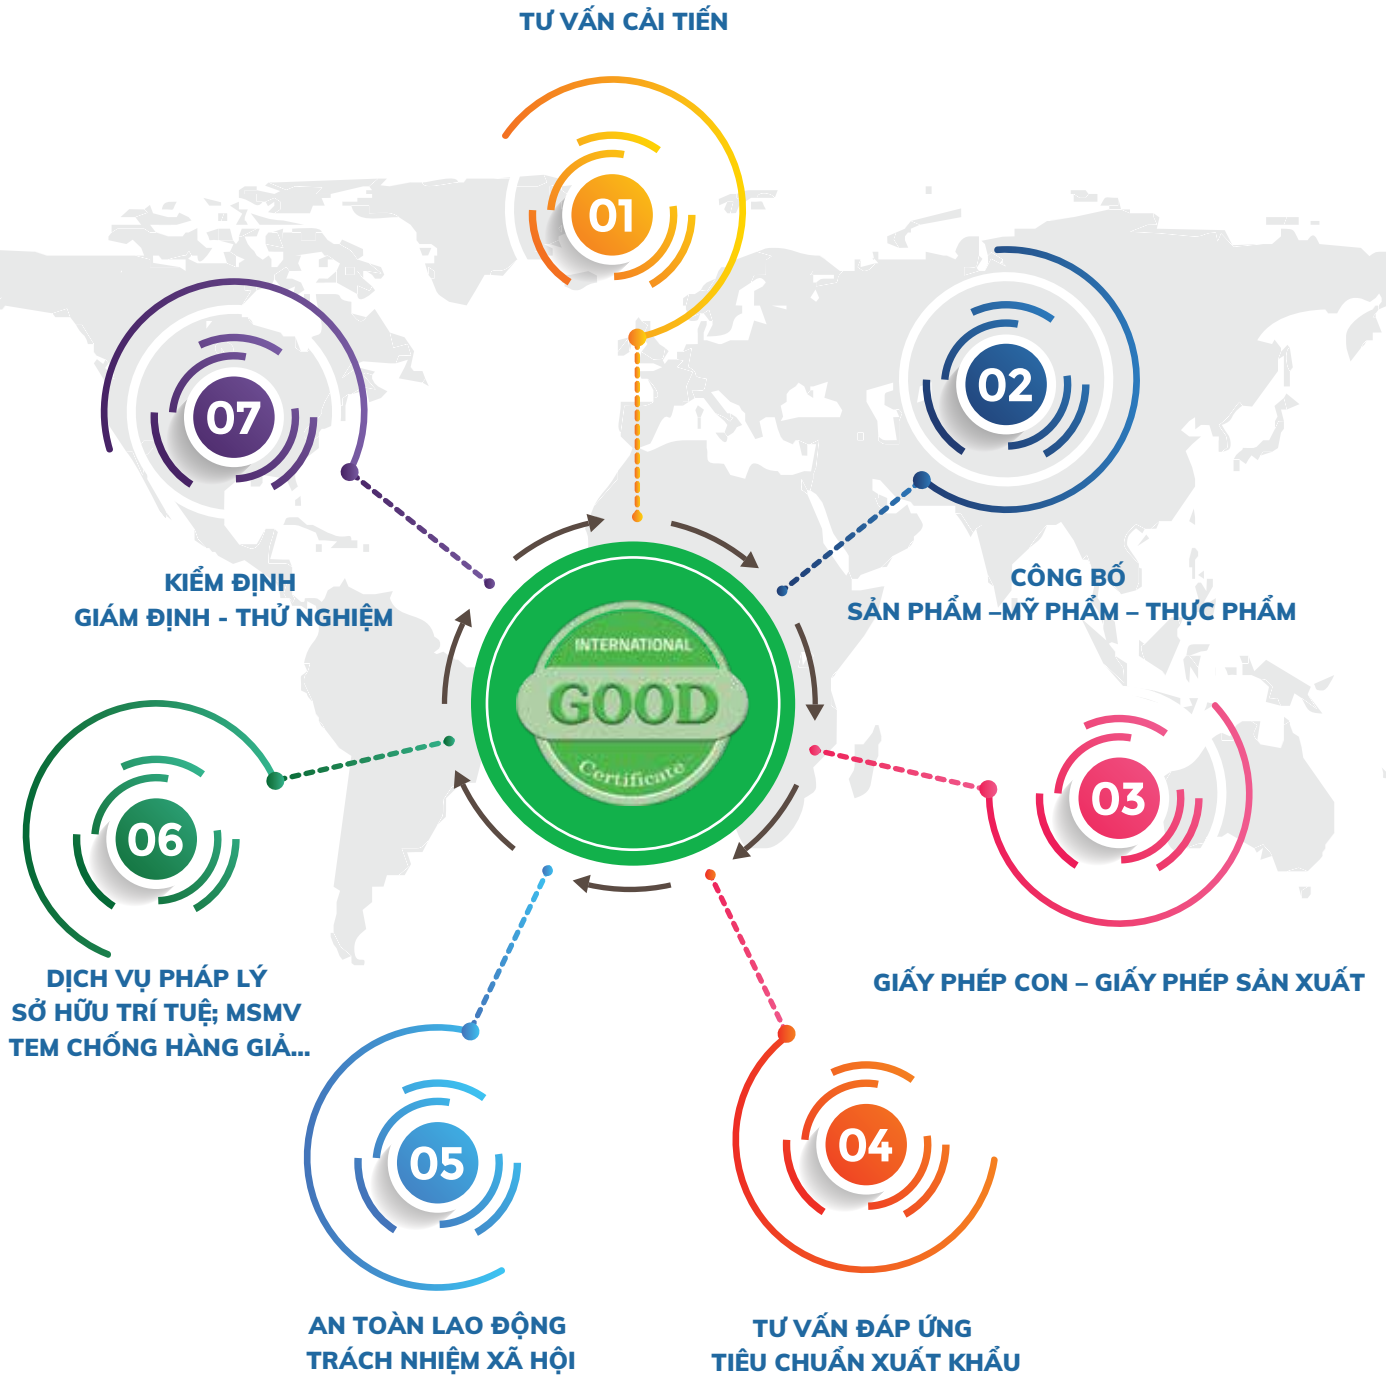 TƯ VẤN CẢI TIẾN
01
02
CÔNG BỐ
SẢN PHẨM –MỸ PHẨM – THỰC PHẨM
03
GIẤY PHÉP CON – GIẤY PHÉP SẢN XUẤT
04
TƯ VẤN ĐÁP ỨNG
TIÊU CHUẨN XUẤT KHẨU
05
AN TOÀN LAO ĐỘNG
TRÁCH NHIỆM XÃ HỘI
06
DỊCH VỤ PHÁP LÝ
SỞ HỮU TRÍ TUỆ; MSMV
TEM CHỐNG HÀNG GIẢ...
07
KIỂM ĐỊNH
GIÁM ĐỊNH - THỬ NGHIỆM
INTERNATIONAL
GOOD
Certificate